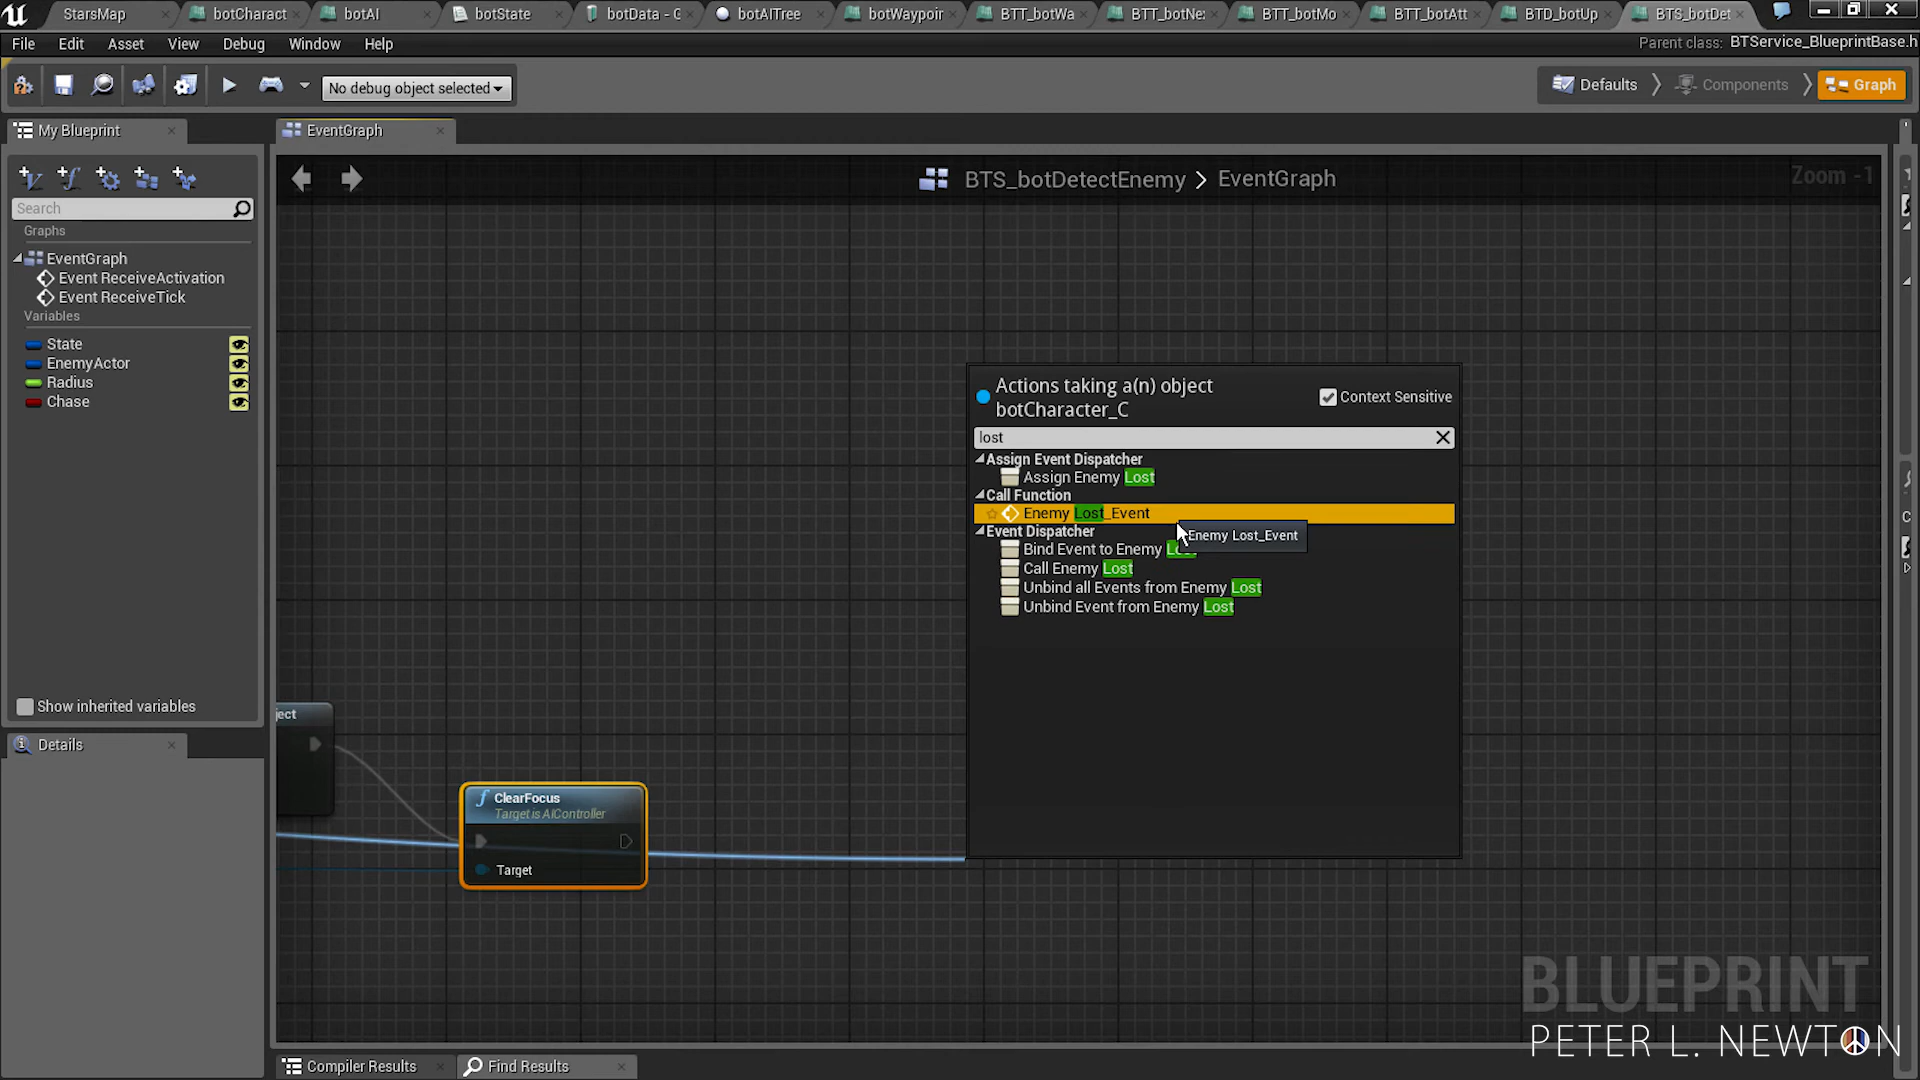 StarsMap
botCharact
botAI
botState
botData - G
botAITree
botWaypoir
BTT_botWa
BTT_botNe
BTT_botMo
BTT_botAtt
BTD_botUp
BTS_botDet
File Edit Asset View Debug Window Help
Parent class: BTService_BlueprintBase.h
No debug object selected
Defaults
Components
Graph
My Blueprint
EventGraph
BTS_botDetectEnemy > EventGraph
Zoom -1
Search
Graphs
EventGraph
Event ReceiveActivation
Event ReceiveTick
Variables
State
EnemyActor
Radius
Chase
Show inherited variables
Details
ject
ClearFocus
Target is AIController
Target
Actions taking a(n) object
botCharacter_C
Context Sensitive
lost
Assign Event Dispatcher
Assign Enemy Lost
Call Function
Enemy Lost_Event
Enemy Lost_Event
Event Dispatcher
Bind Event to Enemy Lost
Call Enemy Lost
Unbind all Events from Enemy Lost
Unbind Event from Enemy Lost
BLUEPRINT
PETER L. NEWTON
Compiler Results
Find Results